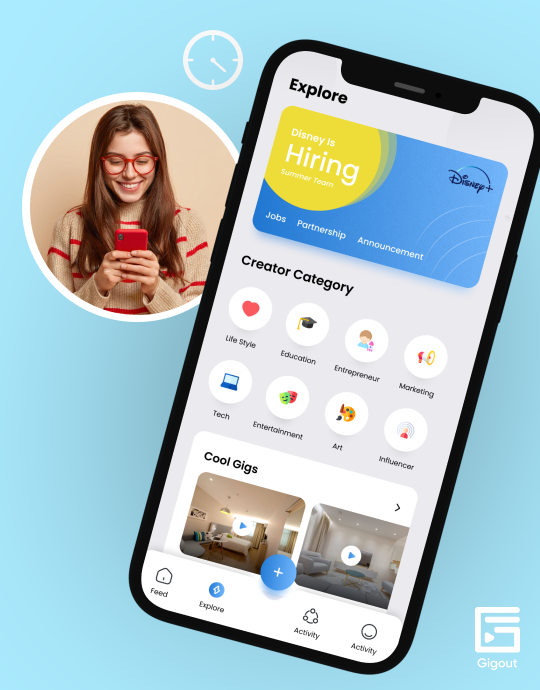 Explore
Disney Is
Hiring
Summer Team
Disney+
Jobs Partnership Announcement
Creator Category
Life Style Education Entrepreneur Marketing
Tech Entertainment Art Influencer
Cool Gigs
Feed Explore Activity Activity
Gigout